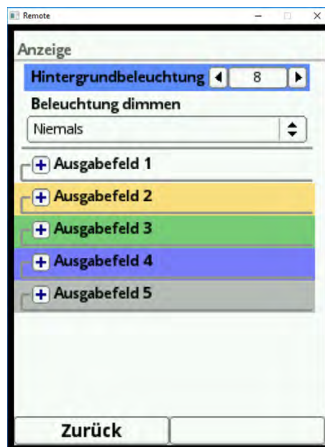 Remote
Anzeige
Hintergrundbeleuchtung 8
Beleuchtung dimmen
Niemals
Ausgabefeld 1
Ausgabefeld 2
Ausgabefeld 3
Ausgabefeld 4
Ausgabefeld 5
Zurück